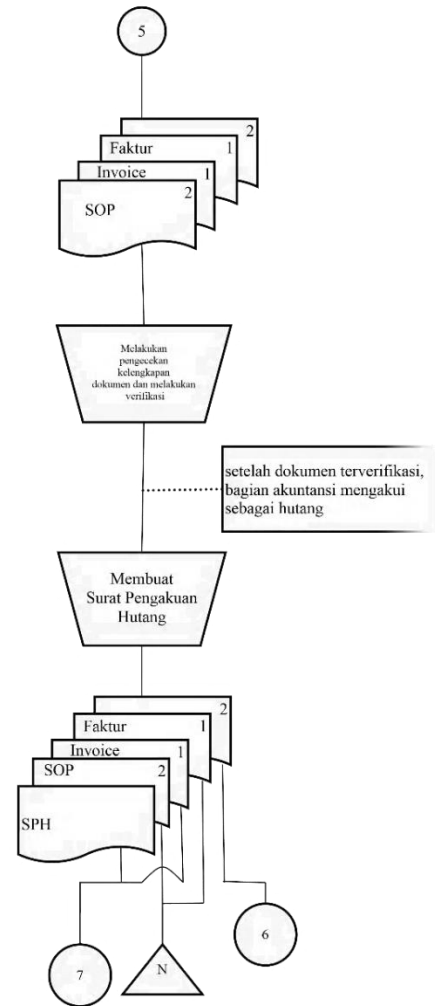 5
2
Faktur 1
Invoice 1
2
SOP
Melakukan
pengecekan
kelengkapan
dokumen dan melakukan
verifikasi
setelah dokumen terverifikasi,
bagian akuntansi mengakui
sebagai hutang
Membuat
Surat Pengakuan
Hutang
2
Faktur 1
Invoice 1
SOP 2
SPH
6
7
N